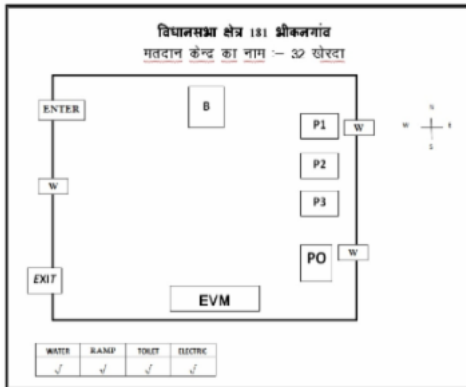 विधानसभा क्षेत्र 181 भीकनगांव
मतदान केन्द्र का नाम :– 32 खेरदा
ENTER
B
P1
W
N
W
E
S
P2
W
P3
PO
W
EXIT
EVM
WATER RAMP TOILET ELECTRIC
√ √ √ √